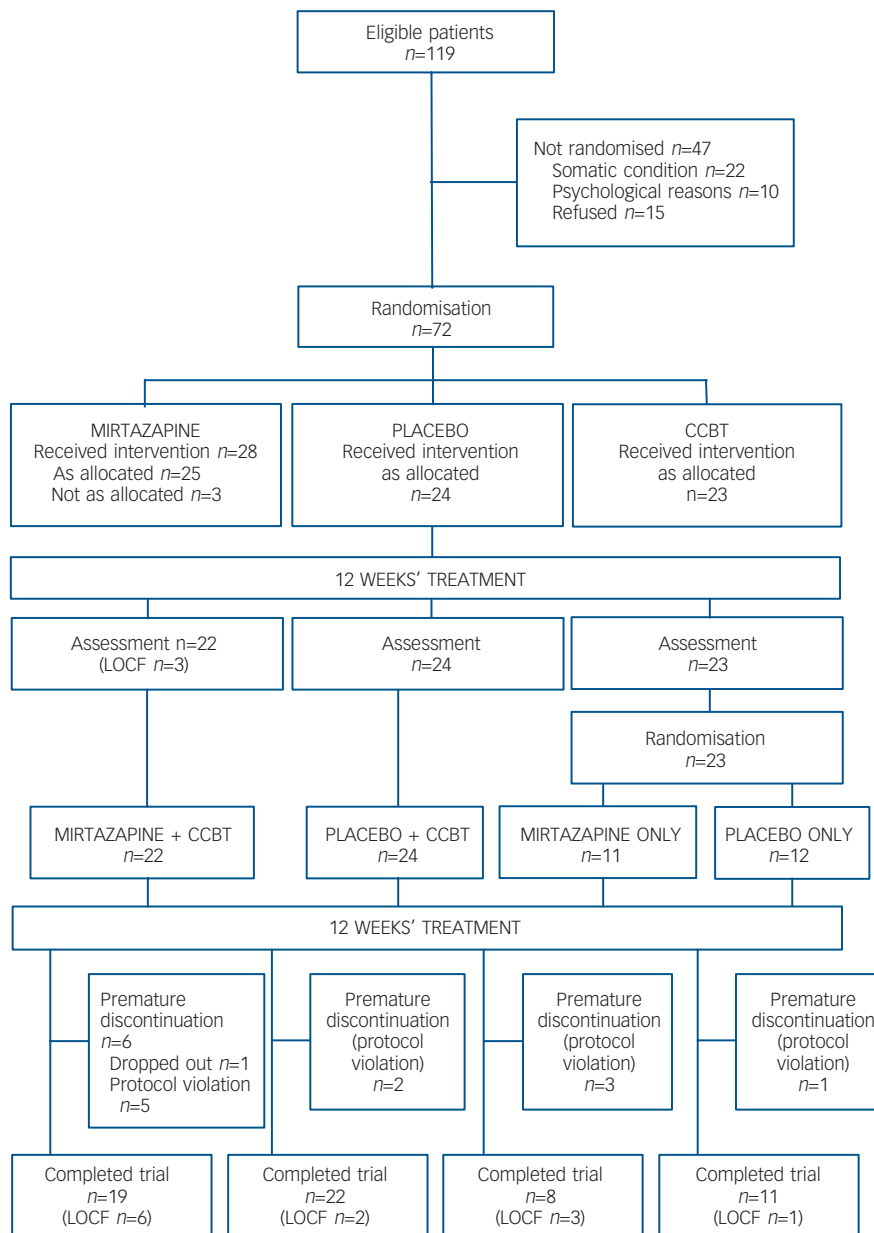 Eligible patients
n=119
Not randomised n=47
Somatic condition n=22
Psychological reasons n=10
Refused n=15
Randomisation
n=72
MIRTAZAPINE
Received intervention n=28
As allocated n=25
Not as allocated n=3
PLACEBO
Received intervention
as allocated
n=24
CCBT
Received intervention
as allocated
n=23
12 WEEKS’ TREATMENT
Assessment n=22
(LOCF n=3)
Assessment
n=24
Assessment
n=23
Randomisation
n=23
MIRTAZAPINE + CCBT
n=22
PLACEBO + CCBT
n=24
MIRTAZAPINE ONLY
n=11
PLACEBO ONLY
n=12
12 WEEKS’ TREATMENT
Premature
discontinuation
n=6
Dropped out n=1
Protocol violation
n=5
Premature
discontinuation
(protocol
violation)
n=2
Premature
discontinuation
(protocol
violation)
n=3
Premature
discontinuation
(protocol
violation)
n=1
Completed trial
n=19
(LOCF n=6)
Completed trial
n=22
(LOCF n=2)
Completed trial
n=8
(LOCF n=3)
Completed trial
n=11
(LOCF n=1)